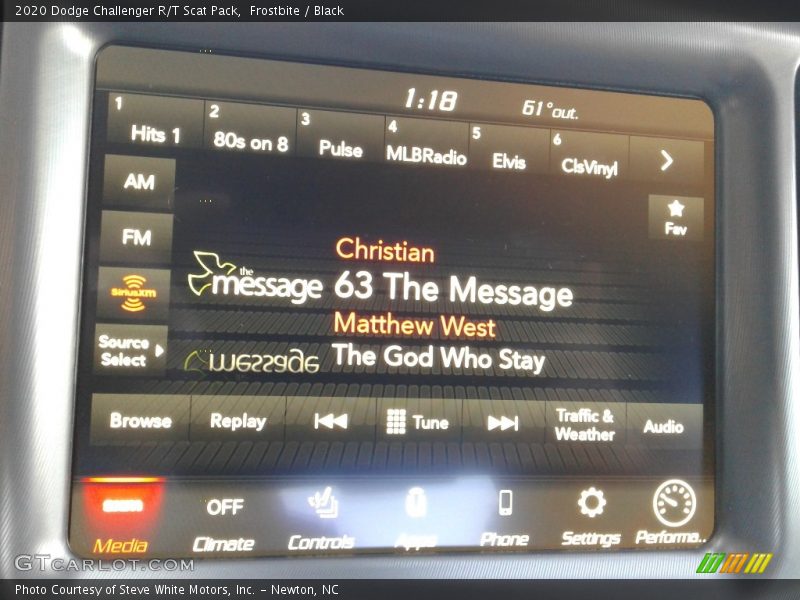 2020 Dodge Challenger R/T Scat Pack, Frostbite / Black
1:18 61° out.
1 Hits 1
2 80s on 8
3 Pulse
4 MLBRadio
5 Elvis
6 ClsVinyl
AM
Fav
FM
Christian
the message 63 The Message
SiriusXM
Matthew West
Source Select
message The God Who Stay
Browse Replay Tune Traffic & Weather Audio
OFF
Media Climate Controls Apps Phone Settings Performa..
GTCarLot.com
Photo Courtesy of Steve White Motors, Inc. – Newton, NC